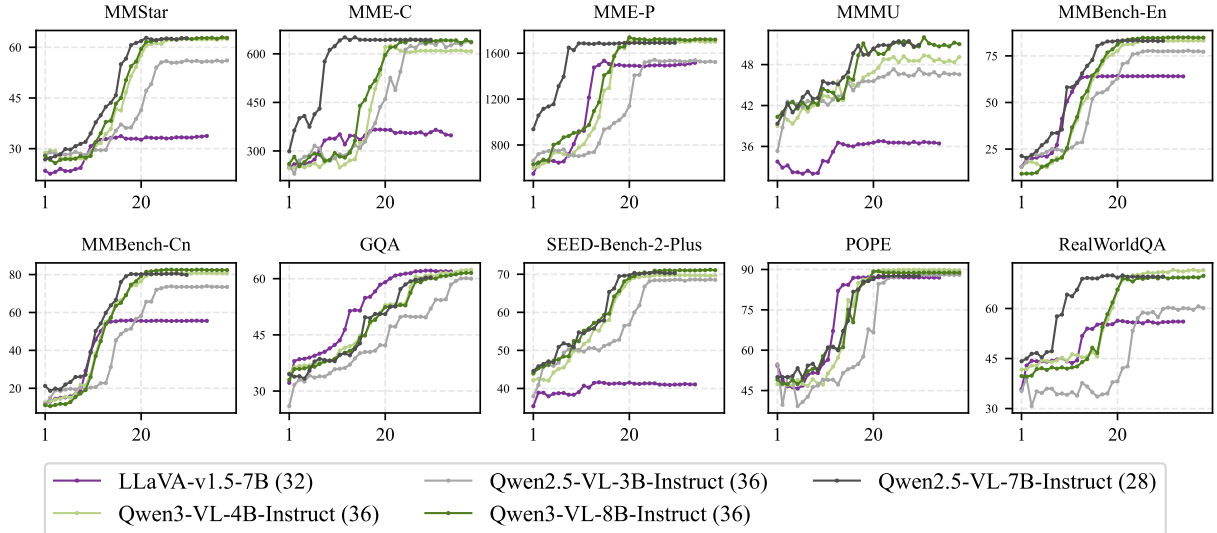 MMStar MME-C MME-P MMMU MMBench-En
60 45 30 1 20
600 450 300 1 20
1600 1200 800 1 20
48 42 36 1 20
75 50 25 1 20
MMBench-Cn GQA SEED-Bench-2-Plus POPE RealWorldQA
80 60 40 20 1 20
60 45 30 1 20
70 60 50 40 1 20
90 75 60 45 1 20
60 45 30 1 20
LLaVA-v1.5-7B (32) Qwen2.5-VL-3B-Instruct (36) Qwen2.5-VL-7B-Instruct (28)
Qwen3-VL-4B-Instruct (36) Qwen3-VL-8B-Instruct (36)